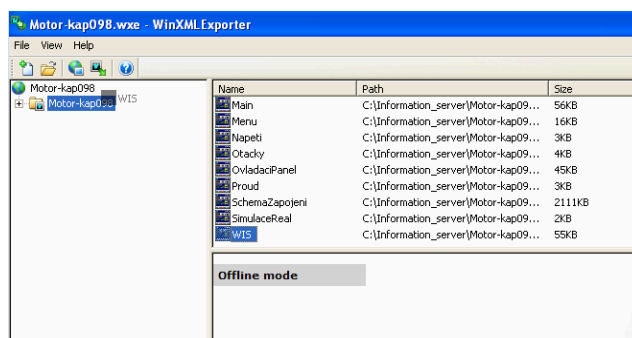 Motor-kap098.wxe - WinXMLExporter
File View Help
Motor-kap098
Motor-kap098 WIS
Name Path Size
Main C:\Information_server\Motor-kap09... 56KB
Menu C:\Information_server\Motor-kap09... 16KB
Napeti C:\Information_server\Motor-kap09... 3KB
Otacky C:\Information_server\Motor-kap09... 4KB
OvladaciPanel C:\Information_server\Motor-kap09... 45KB
Proud C:\Information_server\Motor-kap09... 3KB
SchemaZapojeni C:\Information_server\Motor-kap09... 2111KB
SimulaceReal C:\Information_server\Motor-kap09... 2KB
WIS C:\Information_server\Motor-kap09... 55KB
Offline mode